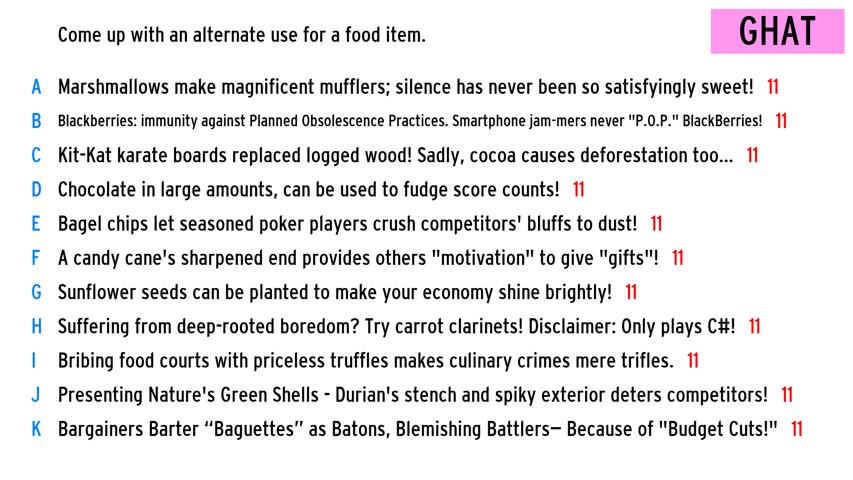 Come up with an alternate use for a food item.
GHAT
A Marshmallows make magnificent mufflers; silence has never been so satisfyingly sweet! 11
B Blackberries: immunity against Planned Obsolescence Practices. Smartphone jam-mers never "P.O.P." BlackBerries! 11
C Kit-Kat karate boards replaced logged wood! Sadly, cocoa causes deforestation too... 11
D Chocolate in large amounts, can be used to fudge score counts! 11
E Bagel chips let seasoned poker players crush competitors' bluffs to dust! 11
F A candy cane's sharpened end provides others "motivation" to give "gifts"! 11
G Sunflower seeds can be planted to make your economy shine brightly! 11
H Suffering from deep-rooted boredom? Try carrot clarinets! Disclaimer: Only plays C#! 11
I Bribing food courts with priceless truffles makes culinary crimes mere trifles. 11
J Presenting Nature's Green Shells - Durian's stench and spiky exterior deters competitors! 11
K Bargainers Barter “Baguettes” as Batons, Blemishing Battlers— Because of "Budget Cuts!" 11